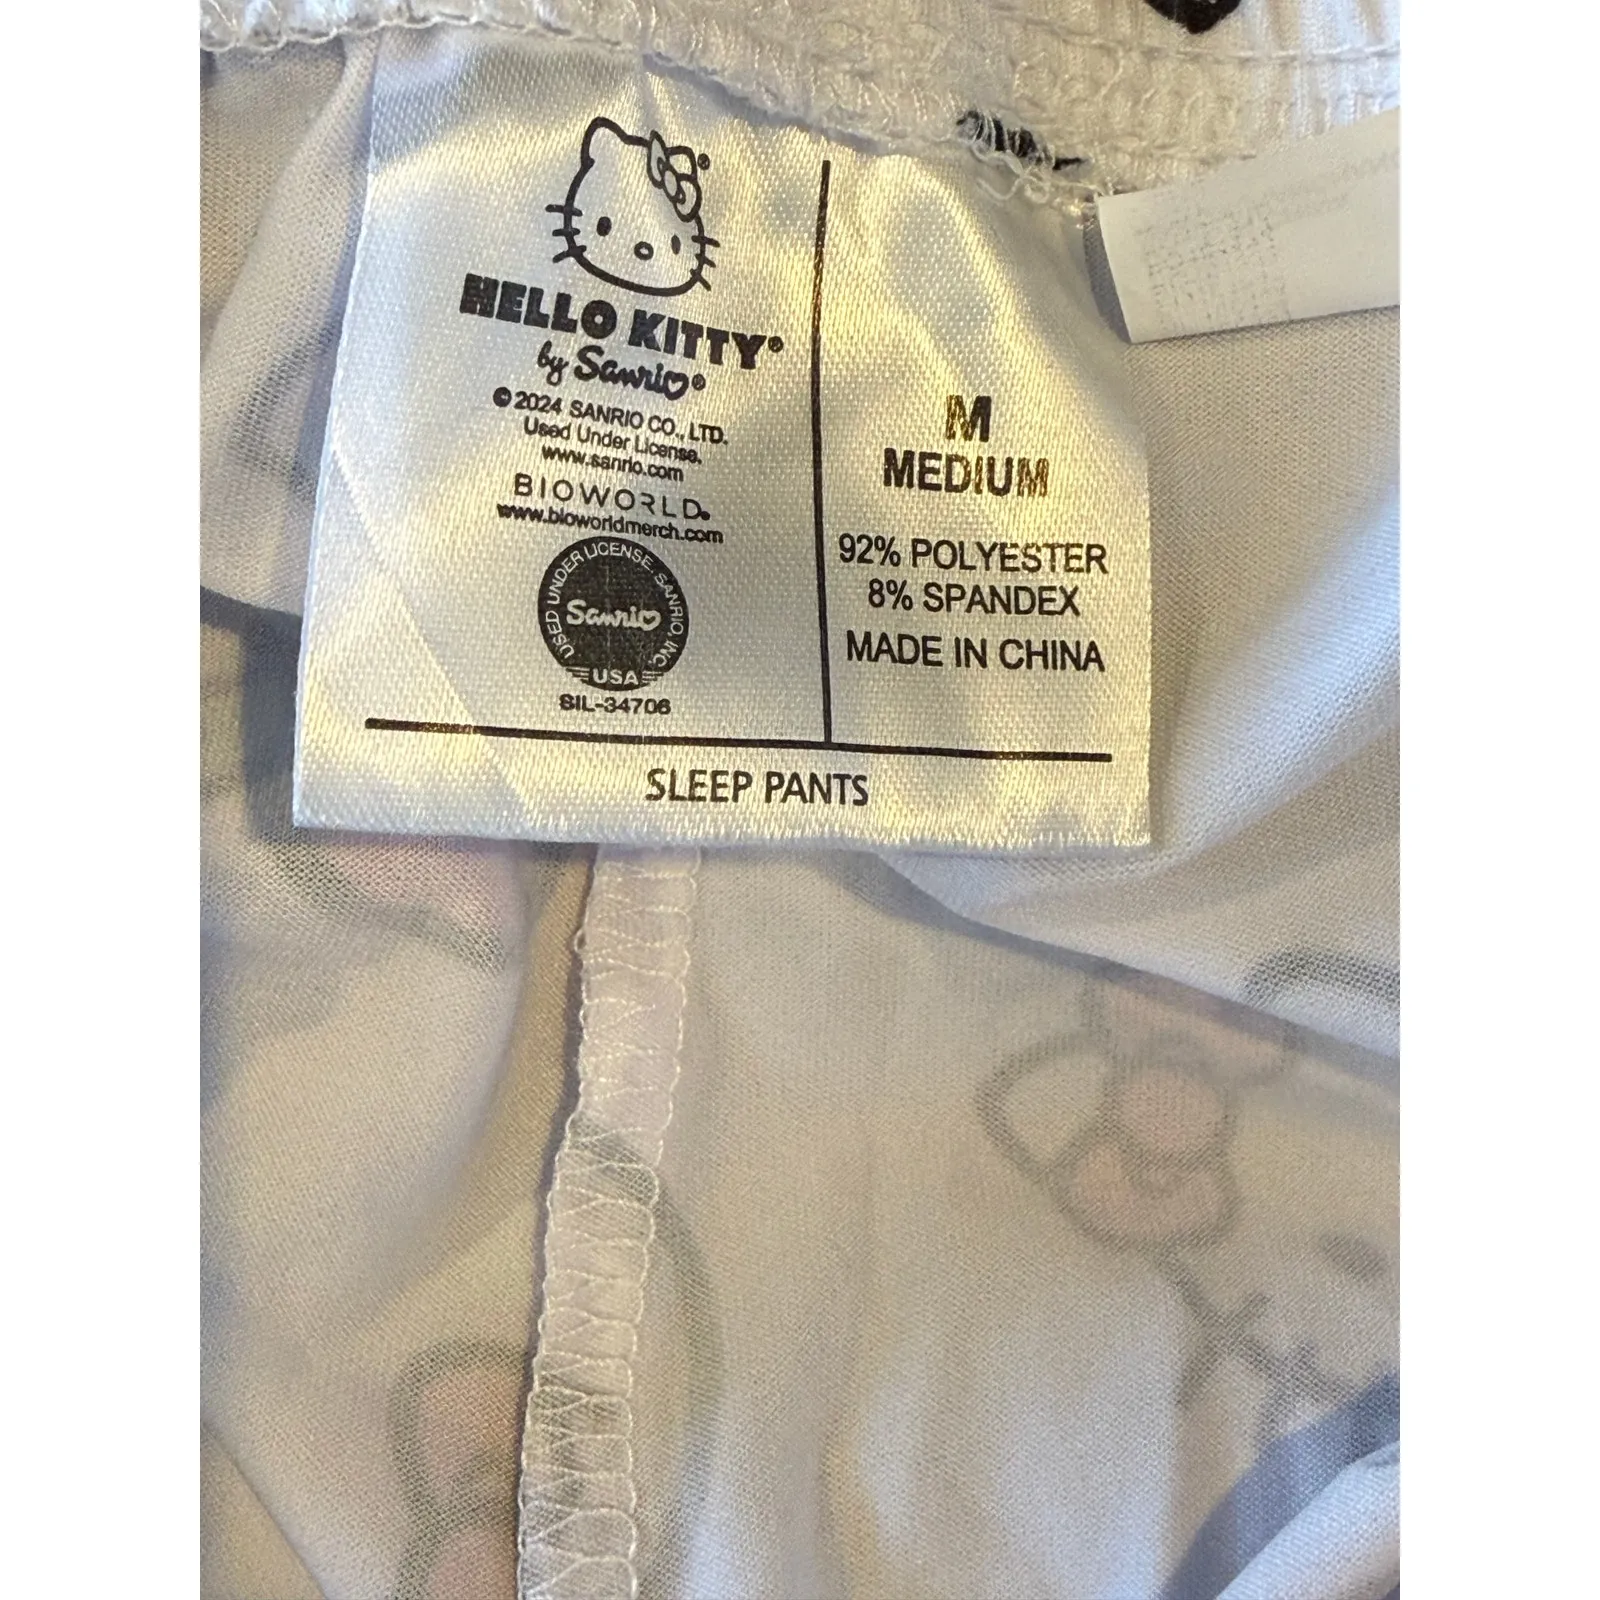 HELLO KITTY®
by Sanrio®
© 2024 SANRIO CO., LTD.
Used Under License.
www.sanrio.com
BIOWORLD®
www.bioworldmerch.com
USED UNDER LICENSE SANRIO, INC.
Sanrio
USA
SIL-34706
M
MEDIUM
92% POLYESTER
8% SPANDEX
MADE IN CHINA
SLEEP PANTS